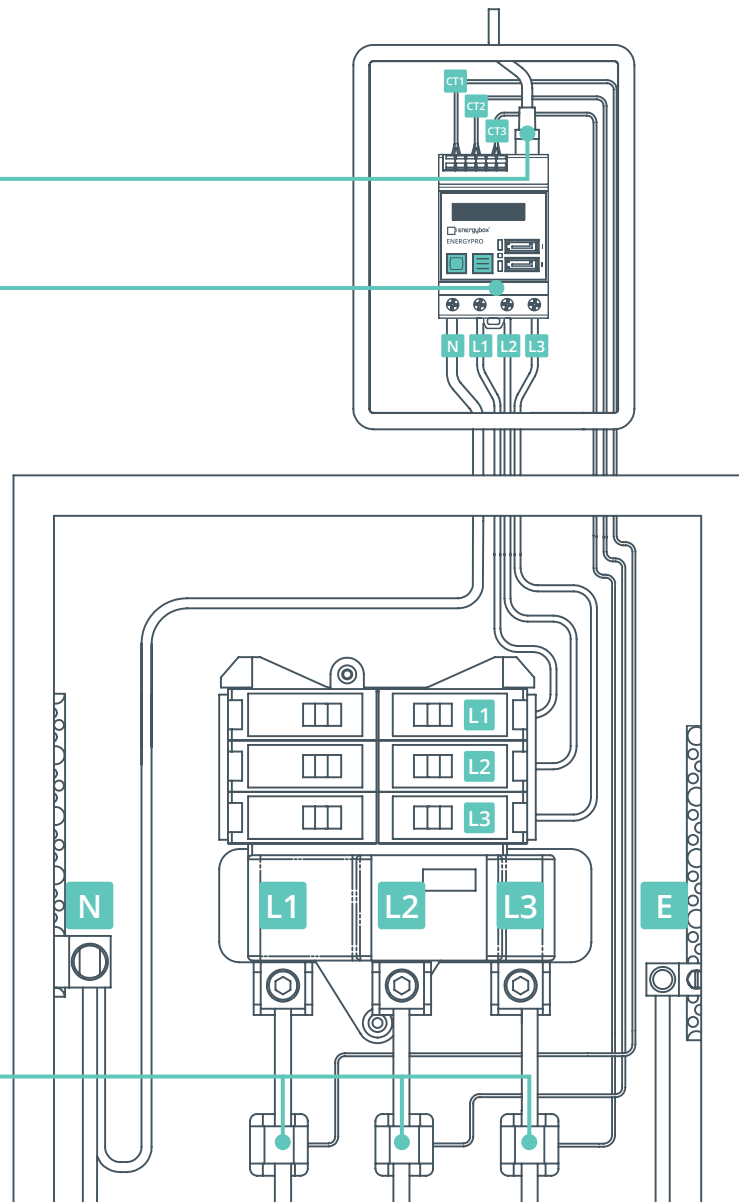 CT1
CT2
CT3
energybox
ENERGYPRO
N L1 L2 L3
L1
L2
L3
N L1 L2 L3 E